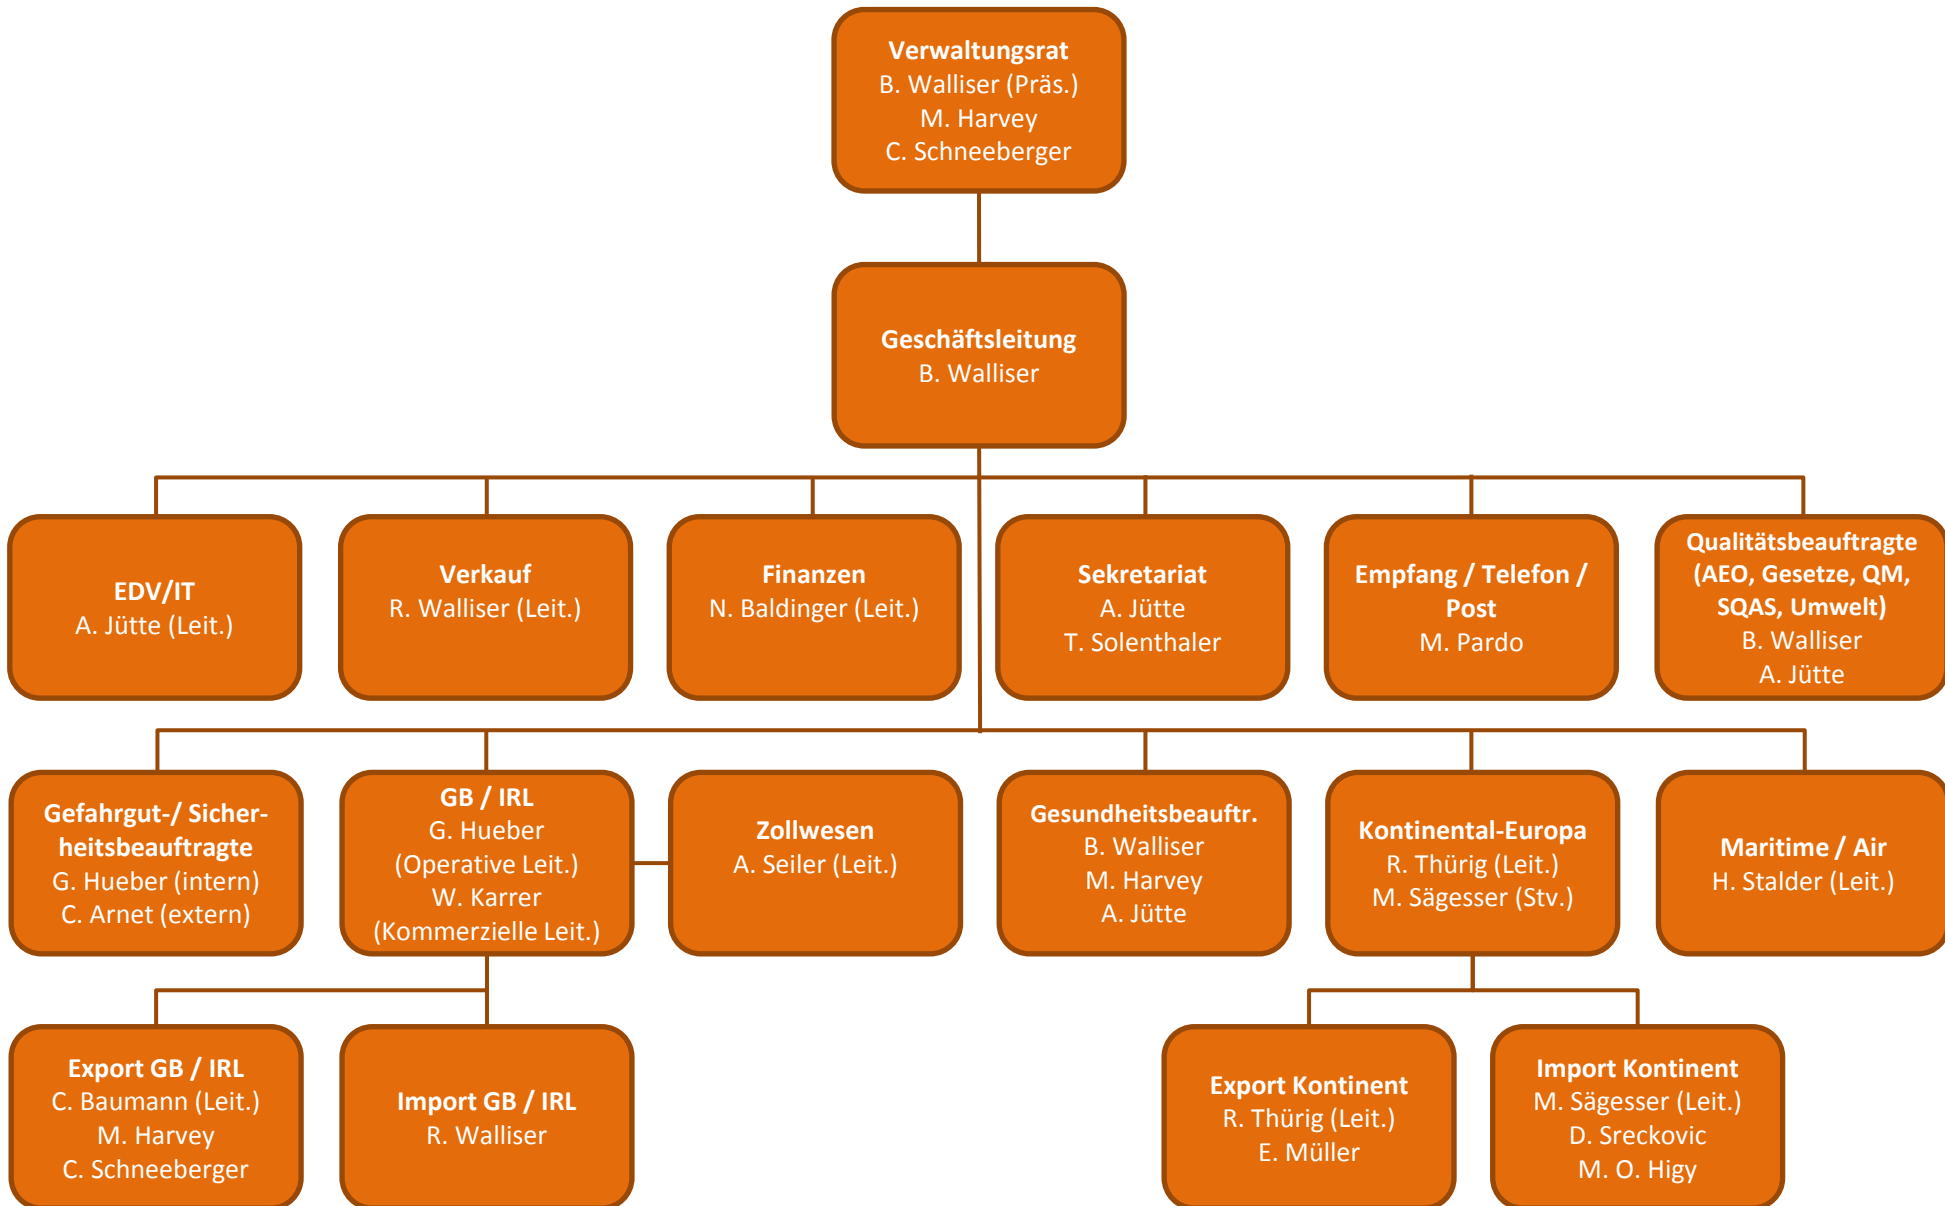 Verwaltungsrat
B. Walliser (Präs.)
M. Harvey
C. Schneeberger
Geschäftsleitung
B. Walliser
EDV/IT
A. Jütte (Leit.)
Verkauf
R. Walliser (Leit.)
Finanzen
N. Baldinger (Leit.)
Sekretariat
A. Jütte
T. Solenthaler
Empfang / Telefon /
Post
M. Pardo
Qualitätsbeauftragte
(AEO, Gesetze, QM,
SQAS, Umwelt)
B. Walliser
A. Jütte
Gefahrgut-/ Sicher-
heitsbeauftragte
G. Hueber (intern)
C. Arnet (extern)
GB / IRL
G. Hueber
(Operative Leit.)
W. Karrer
(Kommerzielle Leit.)
Zollwesen
A. Seiler (Leit.)
Gesundheitsbeauftr.
B. Walliser
M. Harvey
A. Jütte
Kontinental-Europa
R. Thürig (Leit.)
M. Sägesser (Stv.)
Maritime / Air
H. Stalder (Leit.)
Export GB / IRL
C. Baumann (Leit.)
M. Harvey
C. Schneeberger
Import GB / IRL
R. Walliser
Export Kontinent
R. Thürig (Leit.)
E. Müller
Import Kontinent
M. Sägesser (Leit.)
D. Sreckovic
M. O. Higy